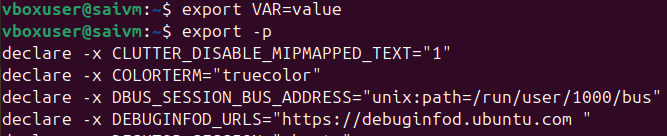 vboxuser@saivm:~$ export VAR=value
vboxuser@saivm:~$ export -p
declare -x CLUTTER_DISABLE_MIPMAPPED_TEXT="1"
declare -x COLORTERM="truecolor"
declare -x DBUS_SESSION_BUS_ADDRESS="unix:path=/run/user/1000/bus"
declare -x DEBUGINFOD_URLS="https://debuginfod.ubuntu.com "